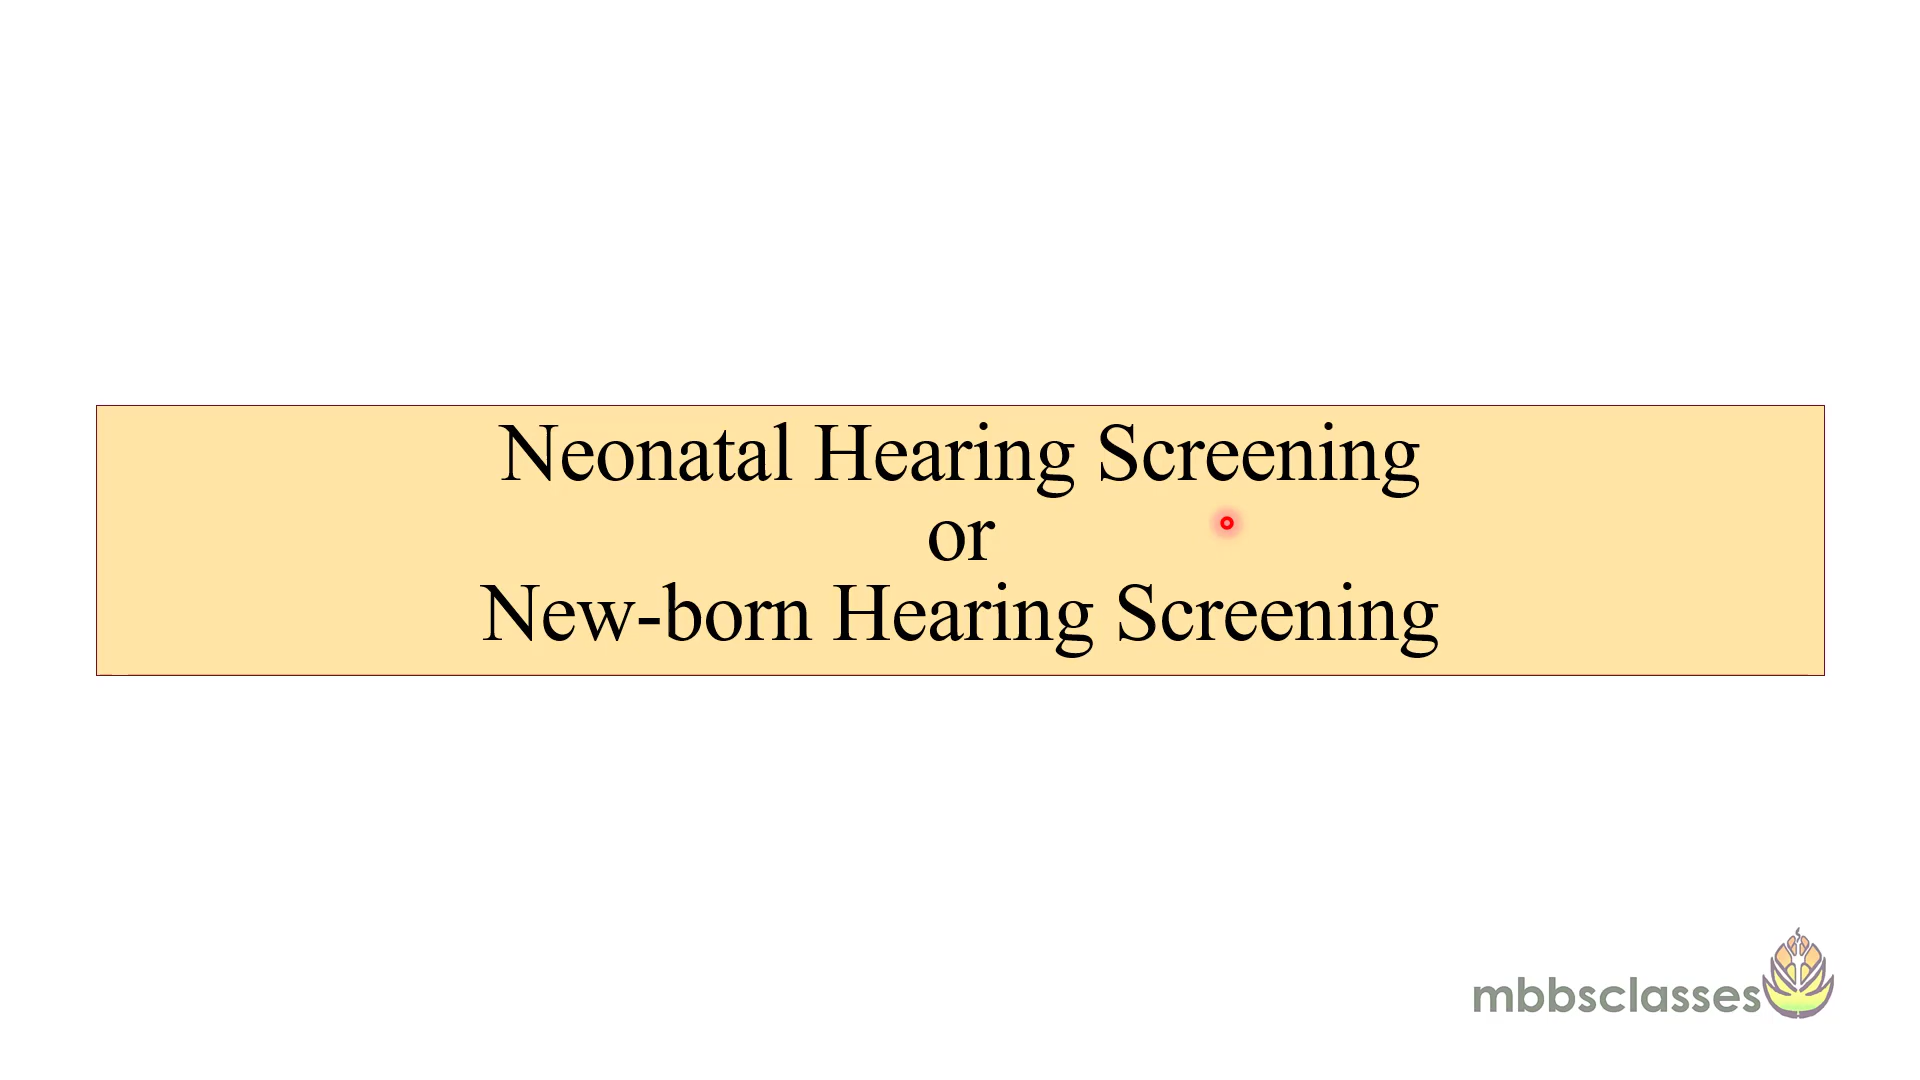 Neonatal Hearing Screening
or
New-born Hearing Screening
mbbsclasses